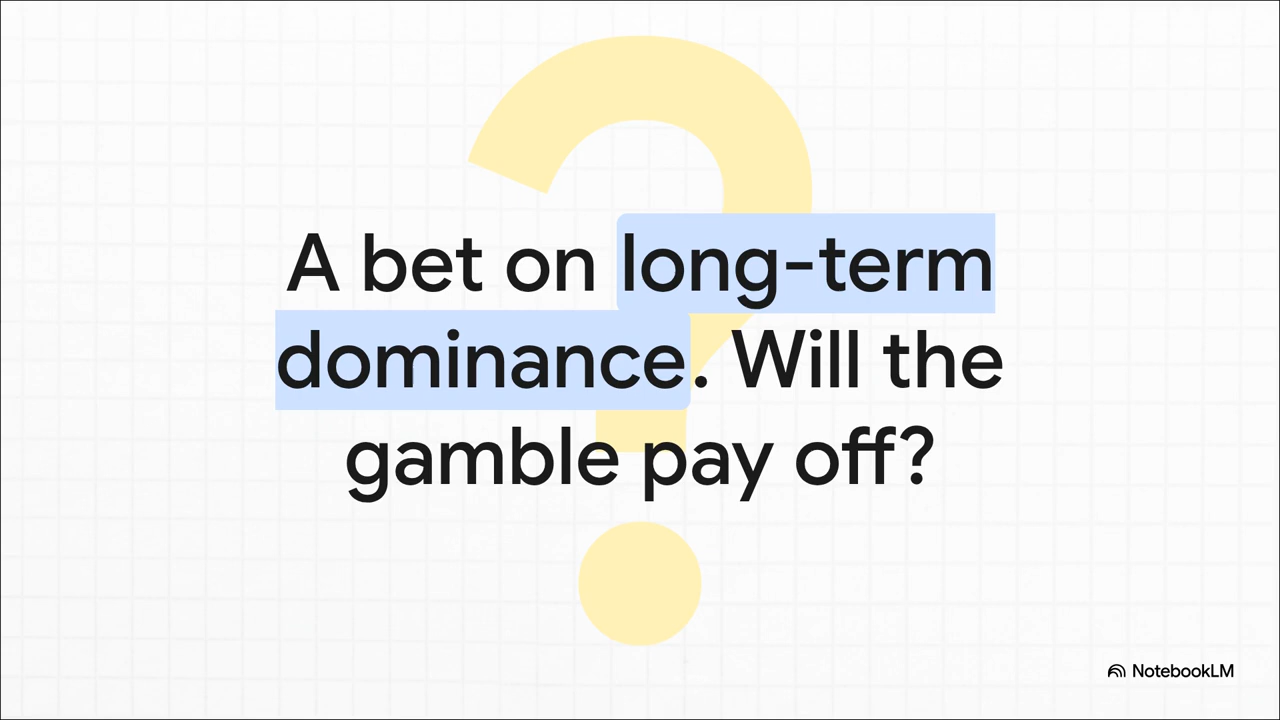 A bet on long-term
dominance. Will the
gamble pay off?
NotebookLM